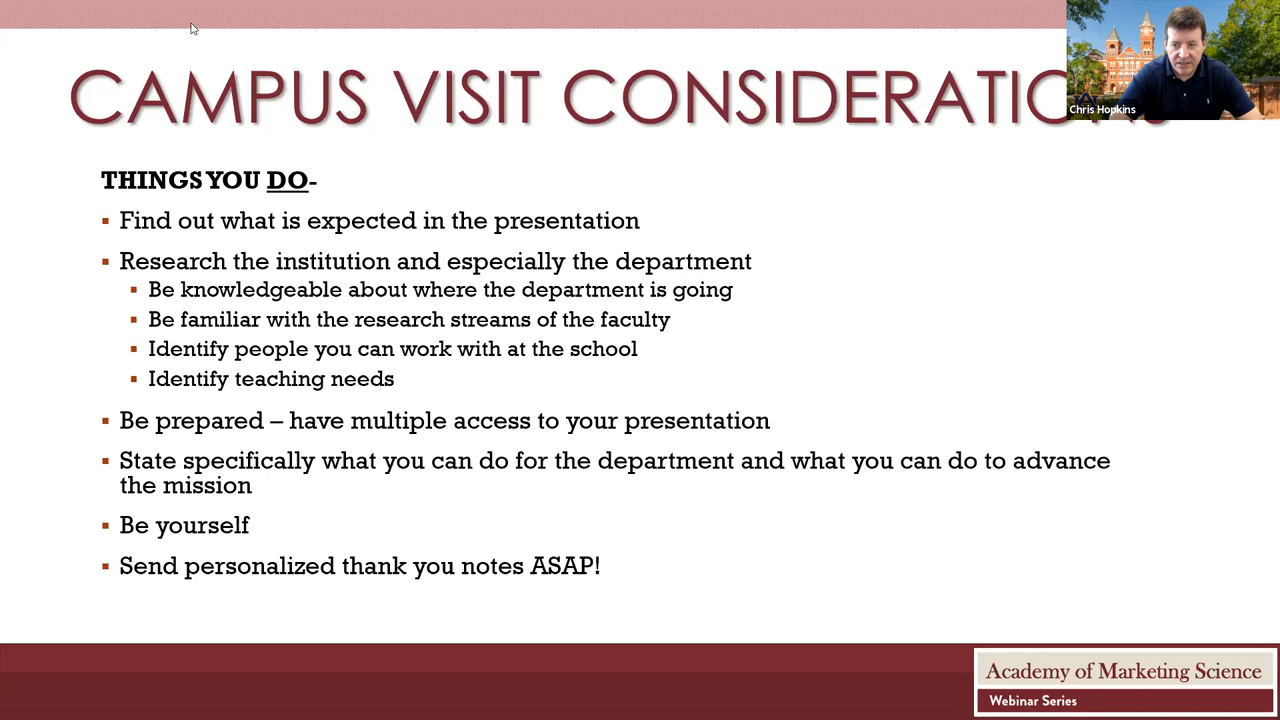 CAMPUS VISIT CONSIDERATIONS
Chris Hopkins
THINGS YOU DO-
▪ Find out what is expected in the presentation
▪ Research the institution and especially the department
▪ Be knowledgeable about where the department is going
▪ Be familiar with the research streams of the faculty
▪ Identify people you can work with at the school
▪ Identify teaching needs
▪ Be prepared – have multiple access to your presentation
▪ State specifically what you can do for the department and what you can do to advance
the mission
▪ Be yourself
▪ Send personalized thank you notes ASAP!
Academy of Marketing Science
Webinar Series